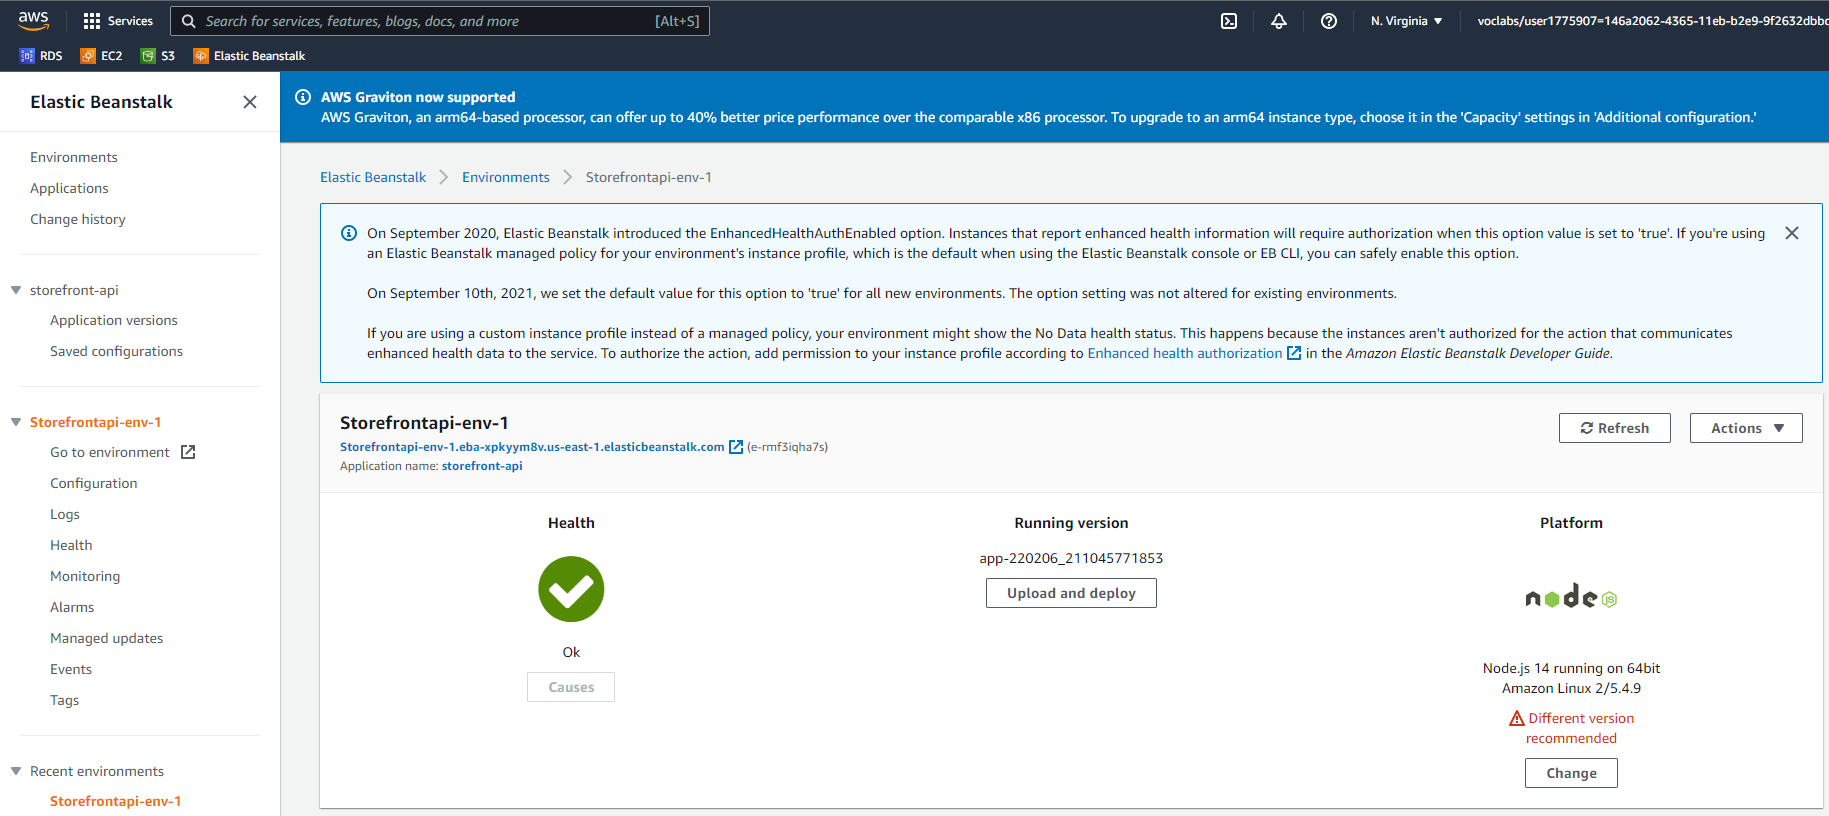 aws
Services
Search for services, features, blogs, docs, and more
[Alt+S]
N. Virginia
voclabs/user1775907=146a2062-4365-11eb-b2e9-9f2632dbbd
RDS
EC2
S3
Elastic Beanstalk
Elastic Beanstalk
Environments
Applications
Change history
storefront-api
Application versions
Saved configurations
Storefrontapi-env-1
Go to environment
Configuration
Logs
Health
Monitoring
Alarms
Managed updates
Events
Tags
Recent environments
Storefrontapi-env-1
AWS Graviton now supported
AWS Graviton, an arm64-based processor, can offer up to 40% better price performance over the comparable x86 processor. To upgrade to an arm64 instance type, choose it in the 'Capacity' settings in 'Additional configuration.'
Elastic Beanstalk
Environments
Storefrontapi-env-1
On September 2020, Elastic Beanstalk introduced the EnhancedHealthAuthEnabled option. Instances that report enhanced health information will require authorization when this option value is set to 'true'. If you're using
an Elastic Beanstalk managed policy for your environment's instance profile, which is the default when using the Elastic Beanstalk console or EB CLI, you can safely enable this option.
On September 10th, 2021, we set the default value for this option to 'true' for all new environments. The option setting was not altered for existing environments.
If you are using a custom instance profile instead of a managed policy, your environment might show the No Data health status. This happens because the instances aren't authorized for the action that communicates
enhanced health data to the service. To authorize the action, add permission to your instance profile according to Enhanced health authorization in the Amazon Elastic Beanstalk Developer Guide.
Storefrontapi-env-1
Storefrontapi-env-1.eba-xpkyym8v.us-east-1.elasticbeanstalk.com (e-rmf3iqha7s)
Application name: storefront-api
Refresh
Actions
Health
Ok
Causes
Running version
app-220206_211045771853
Upload and deploy
Platform
node JS
Node.js 14 running on 64bit
Amazon Linux 2/5.4.9
Different version
recommended
Change